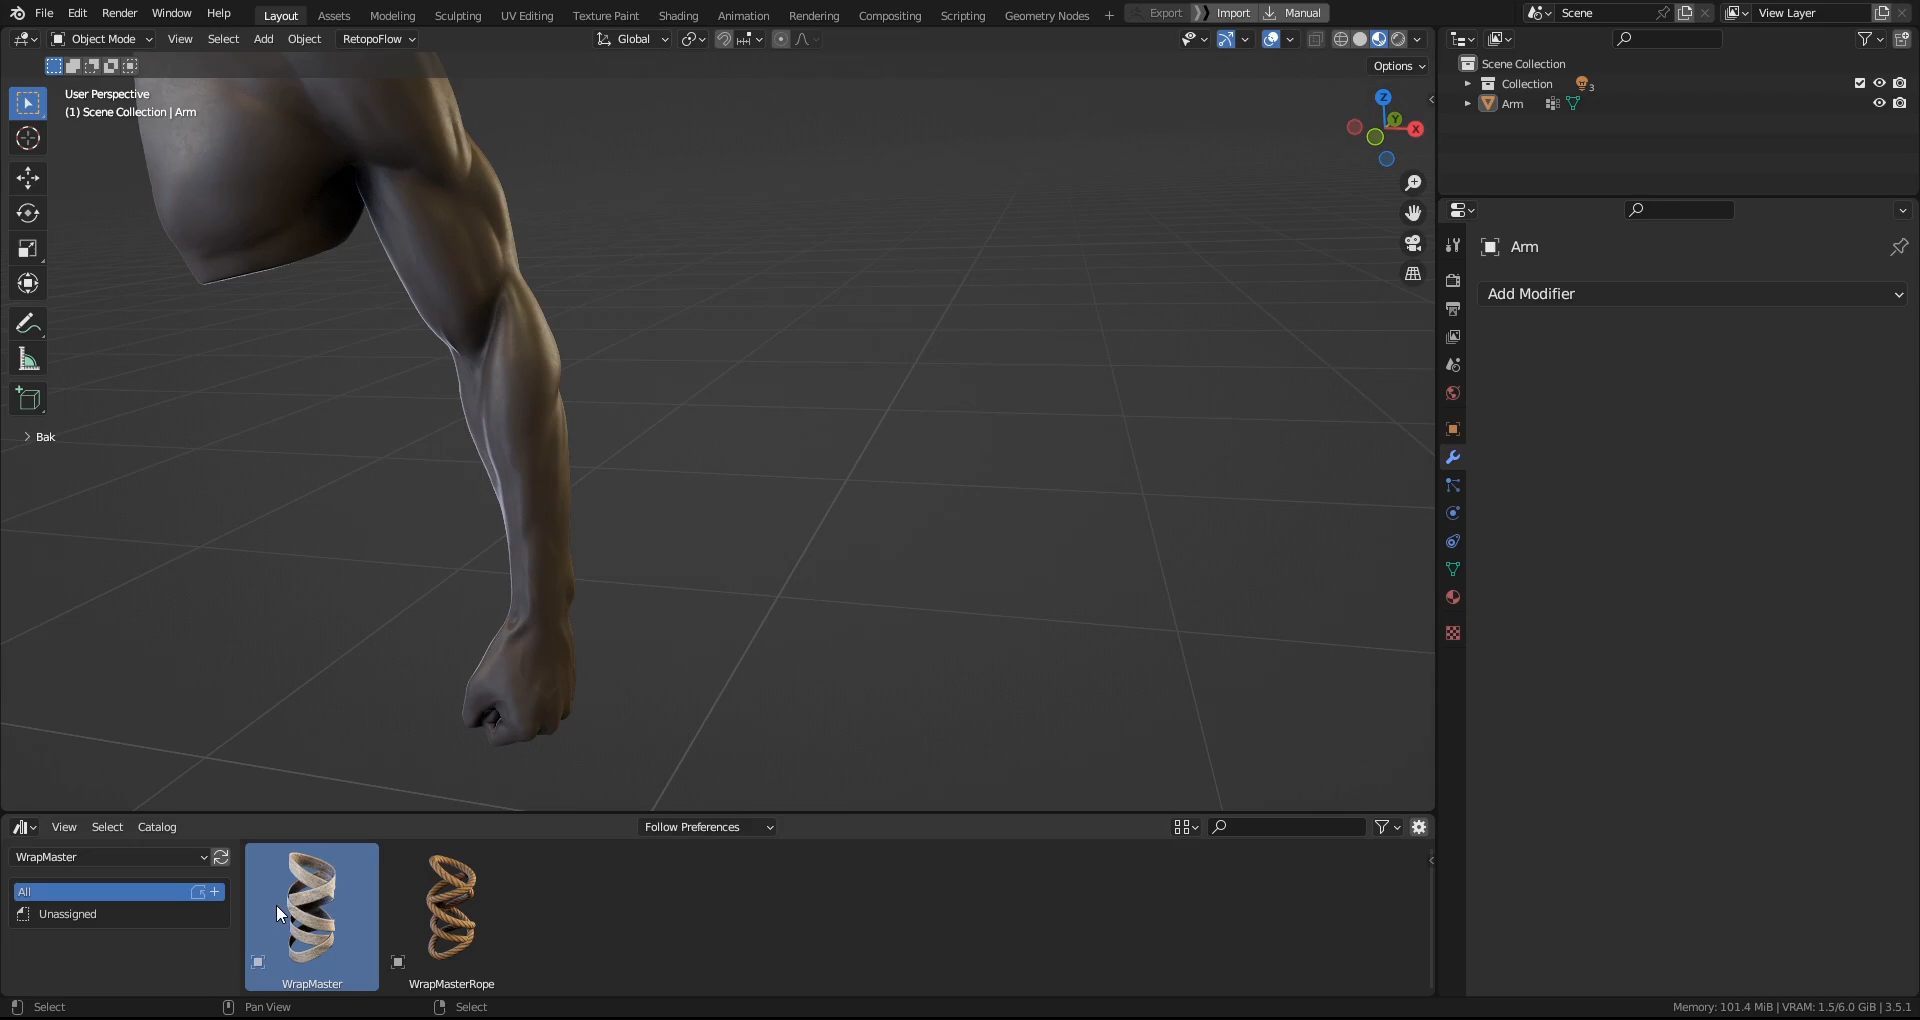 File Edit Render Window Help Layout Assets Modeling Sculpting UV Editing Texture Paint Shading Animation Rendering Compositing Scripting Geometry Nodes + Export Import Manual Scene View Layer
Object Mode View Select Add Object RetopoFlow Global
Options
User Perspective
(1) Scene Collection | Arm
Z
Y
X
Bak
Scene Collection
Collection 3
Arm
Arm
Add Modifier
View Select Catalog Follow Preferences
WrapMaster
All
Unassigned
WrapMaster WrapMasterRope
Select Pan View Select Memory: 101.4 MiB | VRAM: 1.5/6.0 GiB | 3.5.1